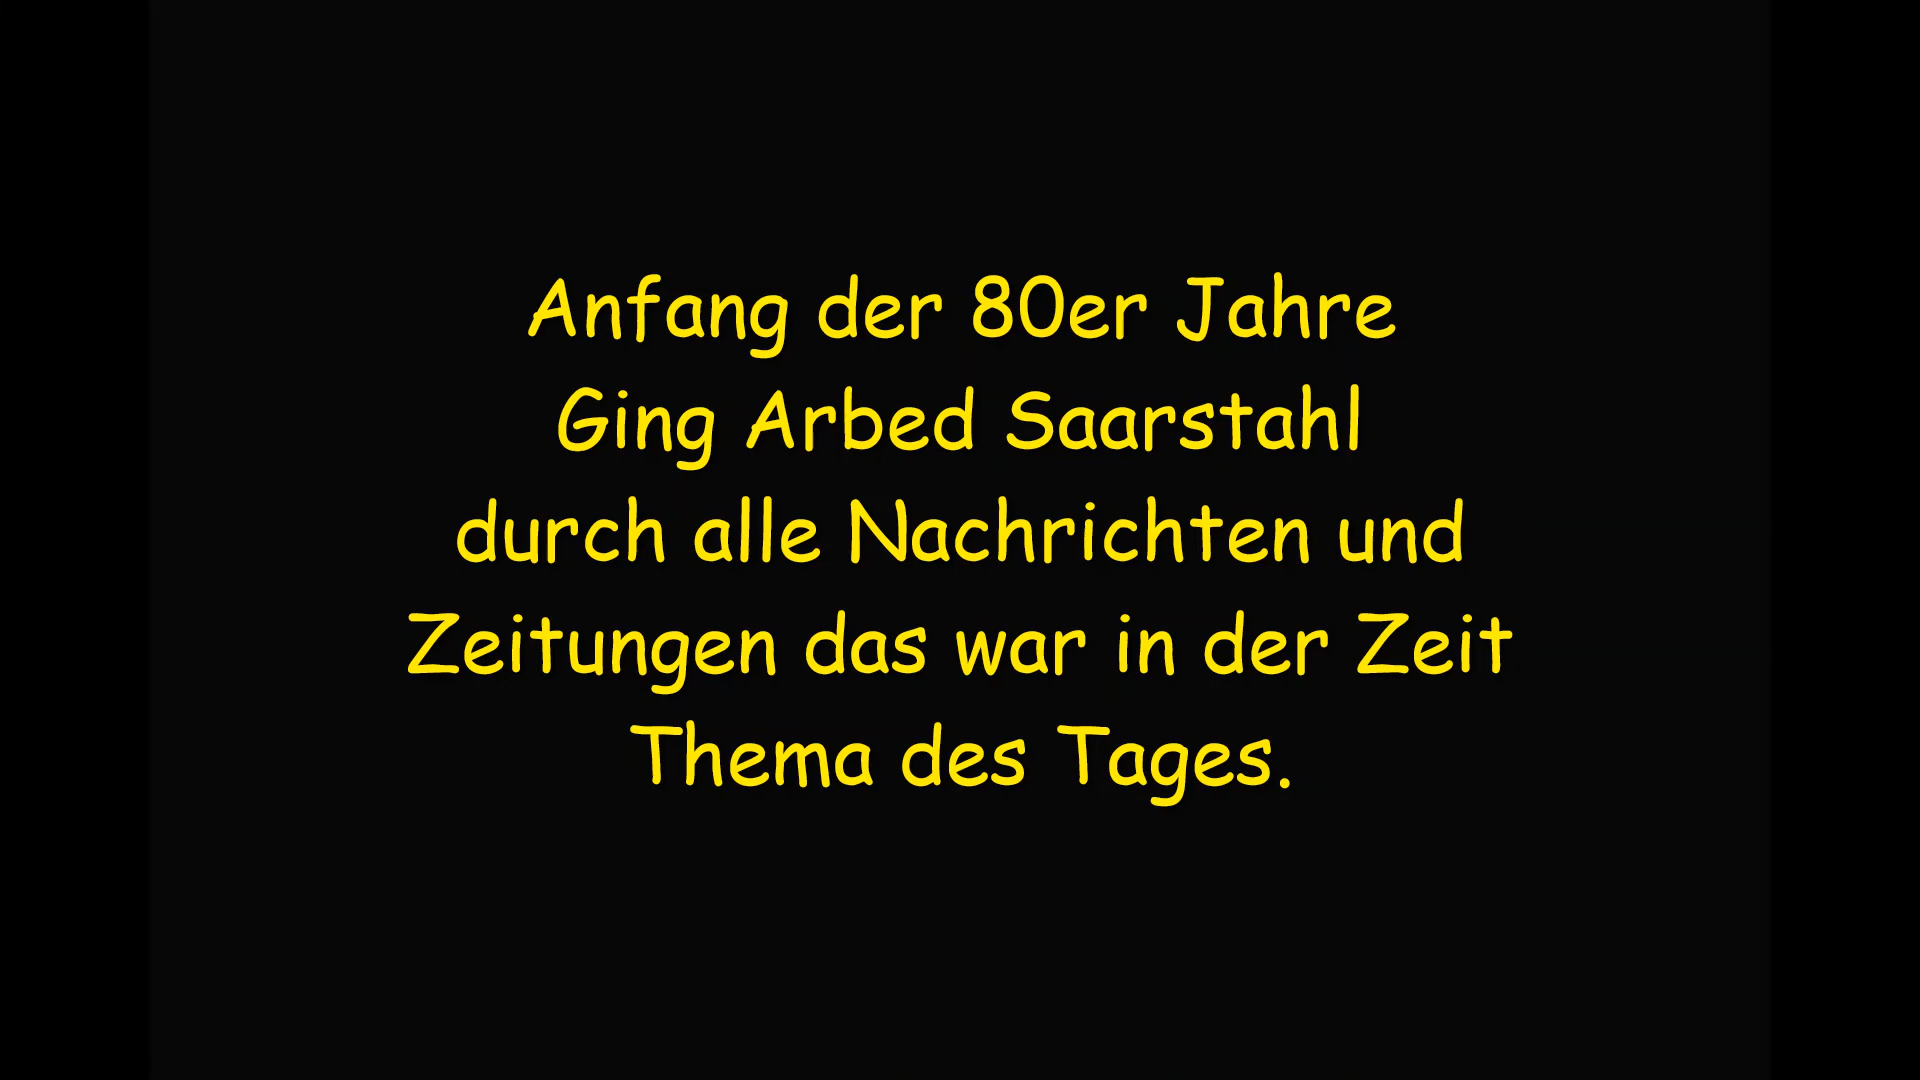 Anfang der 80er Jahre
Ging Arbed Saarstahl
durch alle Nachrichten und
Zeitungen das war in der Zeit
Thema des Tages.